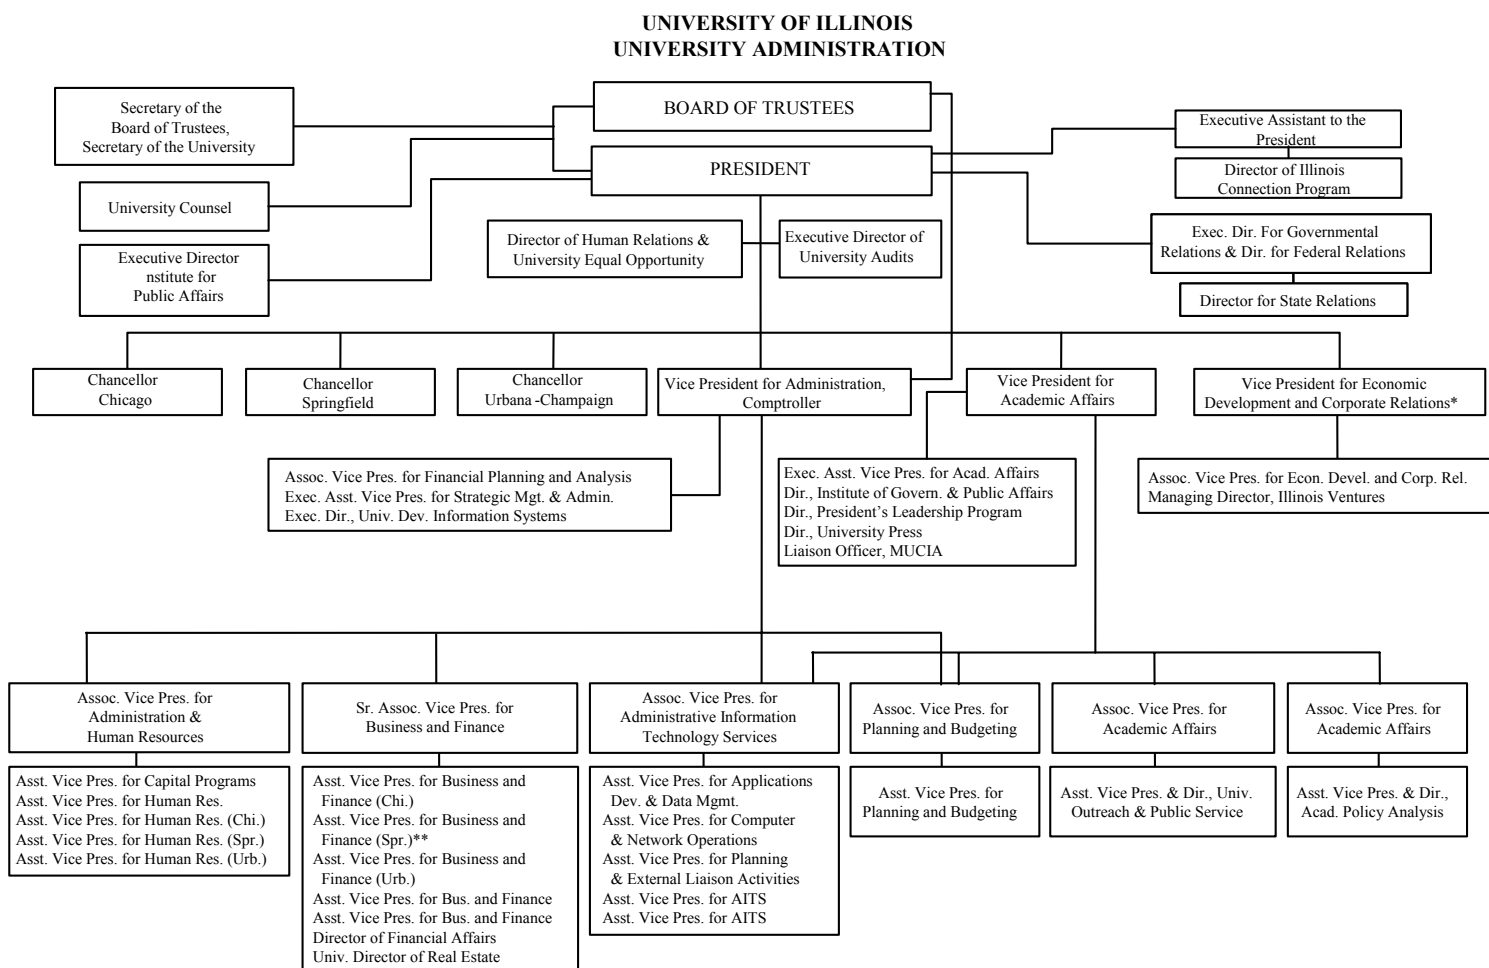 UNIVERSITY OF ILLINOIS
UNIVERSITY ADMINISTRATION
Secretary of the
Board of Trustees,
Secretary of the University
BOARD OF TRUSTEES
Executive Assistant to the
President
PRESIDENT
Director of Illinois
Connection Program
University Counsel
Director of Human Relations &
University Equal Opportunity
Executive Director of
University Audits
Exec. Dir. For Governmental
Relations & Dir. for Federal Relations
Executive Director
nstitute for
Public Affairs
Director for State Relations
Chancellor
Chicago
Chancellor
Springfield
Chancellor
Urbana -Champaign
Vice President for Administration,
Comptroller
Vice President for
Academic Affairs
Vice President for Economic
Development and Corporate Relations*
Assoc. Vice Pres. for Financial Planning and Analysis
Exec. Asst. Vice Pres. for Strategic Mgt. & Admin.
Exec. Dir., Univ. Dev. Information Systems
Exec. Asst. Vice Pres. for Acad. Affairs
Dir., Institute of Govern. & Public Affairs
Dir., President’s Leadership Program
Dir., University Press
Liaison Officer, MUCIA
Assoc. Vice Pres. for Econ. Devel. and Corp. Rel.
Managing Director, Illinois Ventures
Assoc. Vice Pres. for
Administration &
Human Resources
Sr. Assoc. Vice Pres. for
Business and Finance
Assoc. Vice Pres. for
Administrative Information
Technology Services
Assoc. Vice Pres. for
Planning and Budgeting
Assoc. Vice Pres. for
Academic Affairs
Assoc. Vice Pres. for
Academic Affairs
Asst. Vice Pres. for Capital Programs
Asst. Vice Pres. for Human Res.
Asst. Vice Pres. for Human Res. (Chi.)
Asst. Vice Pres. for Human Res. (Spr.)
Asst. Vice Pres. for Human Res. (Urb.)
Asst. Vice Pres. for Business and
Finance (Chi.)
Asst. Vice Pres. for Business and
Finance (Spr.)**
Asst. Vice Pres. for Business and
Finance (Urb.)
Asst. Vice Pres. for Bus. and Finance
Asst. Vice Pres. for Bus. and Finance
Director of Financial Affairs
Univ. Director of Real Estate
Asst. Vice Pres. for Applications
Dev. & Data Mgmt.
Asst. Vice Pres. for Computer
& Network Operations
Asst. Vice Pres. for Planning
& External Liaison Activities
Asst. Vice Pres. for AITS
Asst. Vice Pres. for AITS
Asst. Vice Pres. for
Planning and Budgeting
Asst. Vice Pres. & Dir., Univ.
Outreach & Public Service
Asst. Vice Pres. & Dir.,
Acad. Policy Analysis